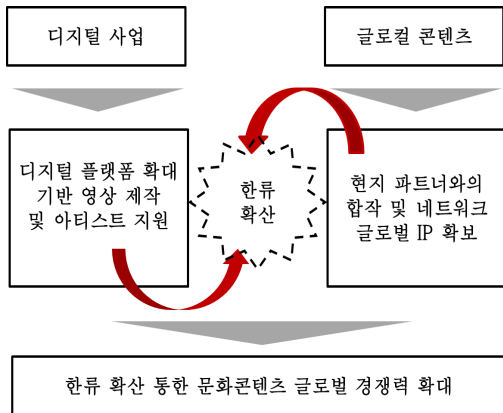 디지털 사업
글로컬 콘텐츠
디지털 플랫폼 확대
기반 영상 제작
및 아티스트 지원
한류
확산
현지 파트너와의
합작 및 네트워크
글로벌 IP 확보
한류 확산 통한 문화콘텐츠 글로벌 경쟁력 확대